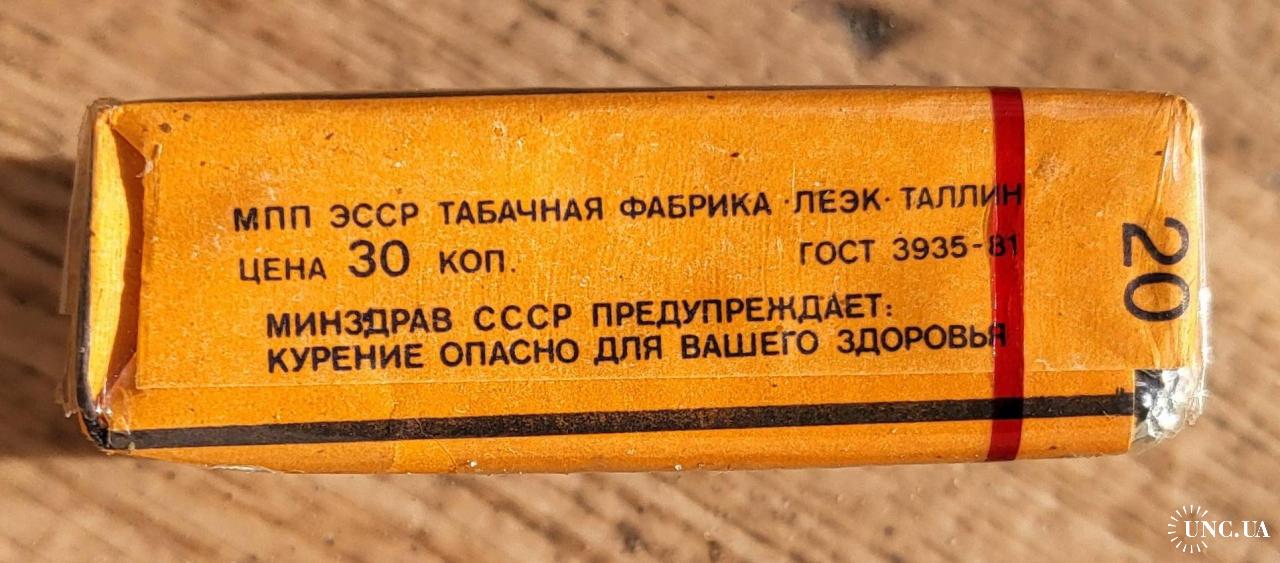 МПП ЭССР ТАБАЧНАЯ ФАБРИКА ·ЛЕЭК· ТАЛЛИН
ЦЕНА 30 КОП. ГОСТ 3935-81
МИНЗДРАВ СССР ПРЕДУПРЕЖДАЕТ:
КУРЕНИЕ ОПАСНО ДЛЯ ВАШЕГО ЗДОРОВЬЯ
20
UNC.UA